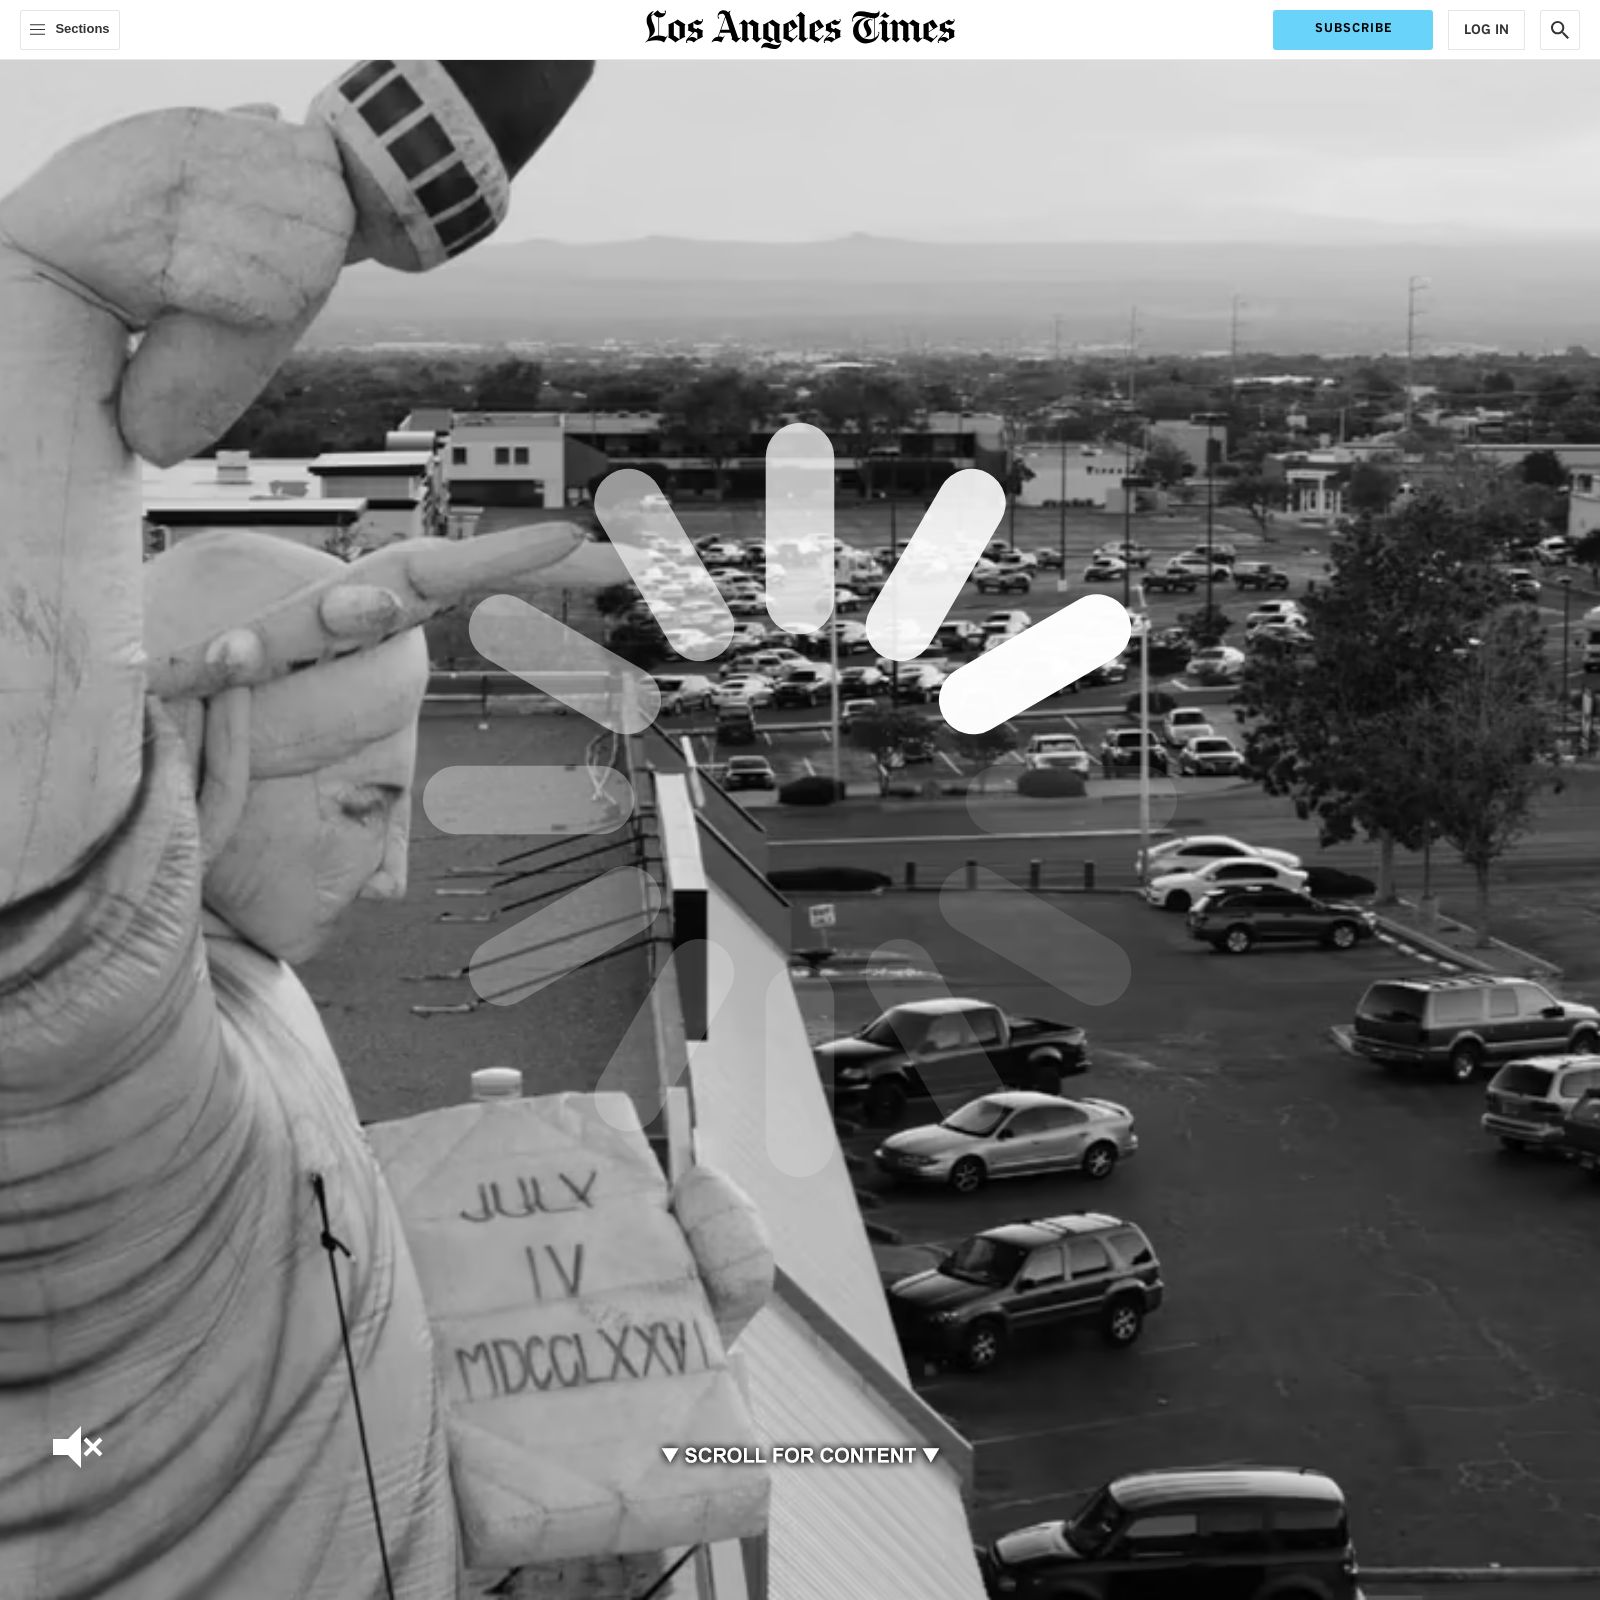 Sections
Los Angeles Times
SUBSCRIBE
LOG IN
JULY
IV
MDCCLXXVI
▼ SCROLL FOR CONTENT ▼